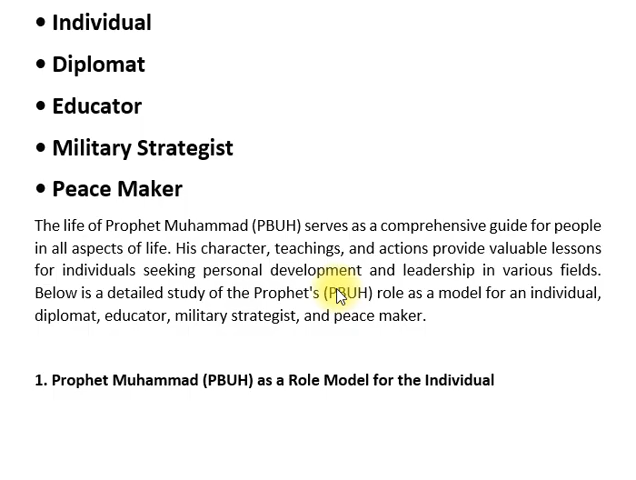 • Individual
• Diplomat
• Educator
• Military Strategist
• Peace Maker
The life of Prophet Muhammad (PBUH) serves as a comprehensive guide for people
in all aspects of life. His character, teachings, and actions provide valuable lessons
for individuals seeking personal development and leadership in various fields.
Below is a detailed study of the Prophet's (PBUH) role as a model for an individual,
diplomat, educator, military strategist, and peace maker.
1. Prophet Muhammad (PBUH) as a Role Model for the Individual